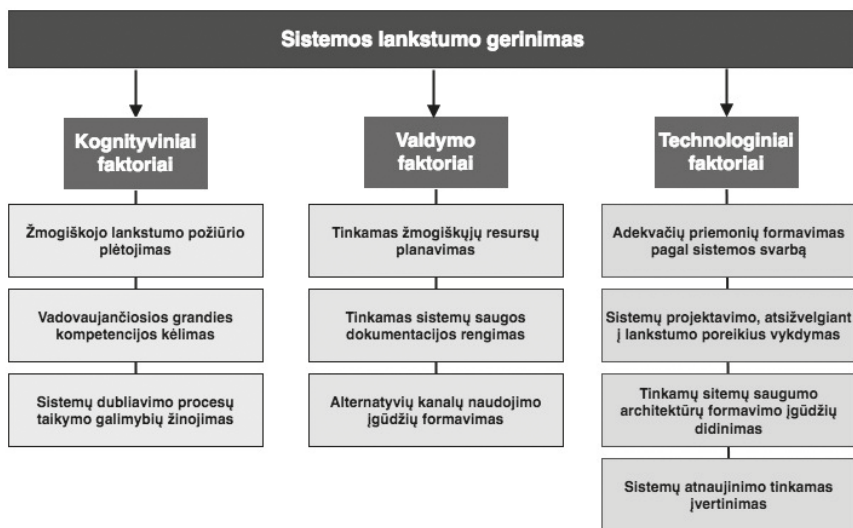 Sistemos lankstumo gerinimas
Kognityviniai
faktoriai
Žmogiškojo lankstumo požiūrio
plėtojimas
Vadovaujančiosios grandies
kompetencijos kėlimas
Sistemų dubliavimo procesų
taikymo galimybių žinojimas
Valdymo
faktoriai
Tinkamas žmogiškųjų resursų
planavimas
Tinkamas sistemų saugos
dokumentacijos rengimas
Alternatyvių kanalų naudojimo
įgūdžių formavimas
Technologiniai
faktoriai
Adekvačių priemonių formavimas
pagal sistemos svarbą
Sistemų projektavimo, atsižvelgiant
į lankstumo poreikius vykdymas
Tinkamų sitemų saugumo
architektūrų formavimo įgūdžių
didinimas
Sistemų atnaujinimo tinkamas
įvertinimas